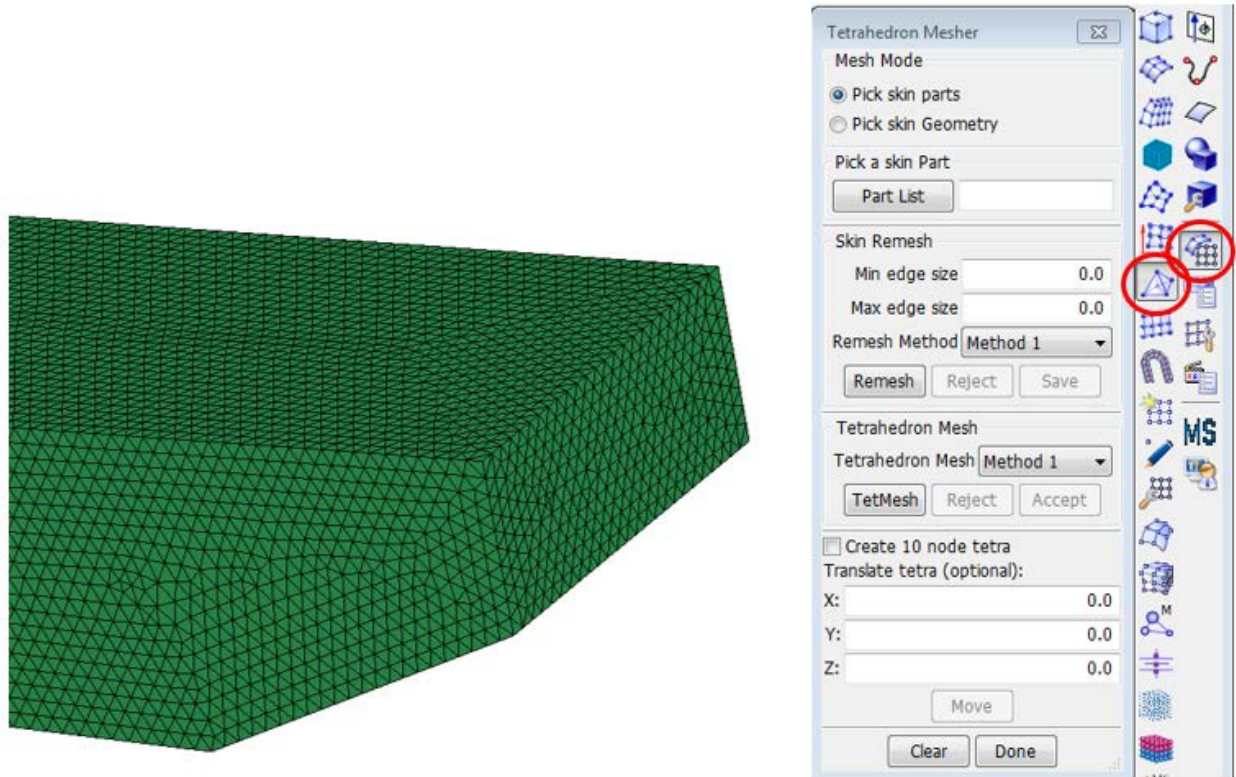 Tetrahedron Mesher
Mesh Mode
Pick skin parts
Pick skin Geometry
Pick a skin Part
Part List
Skin Remesh
Min edge size 0.0
Max edge size 0.0
Remesh Method Method 1
Remesh Reject Save
Tetrahedron Mesh
Tetrahedron Mesh Method 1
TetMesh Reject Accept
Create 10 node tetra
Translate tetra (optional):
X: 0.0
Y: 0.0
Z: 0.0
Move
Clear Done
MS
M